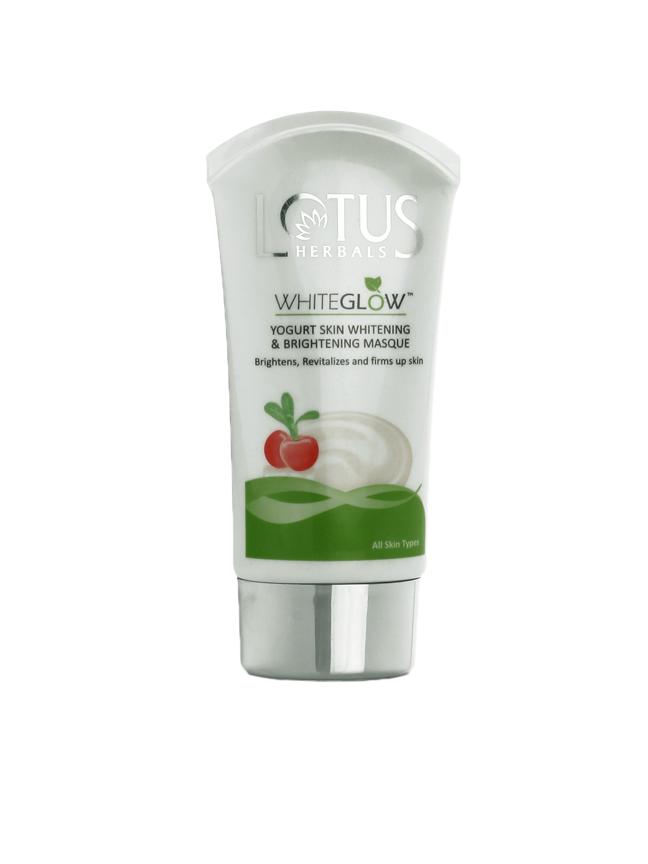 LOTUS
HERBALS
WHITEGLOW™
YOGURT SKIN WHITENING
& BRIGHTENING MASQUE
Brightens, Revitalizes and firms up skin
All Skin Types